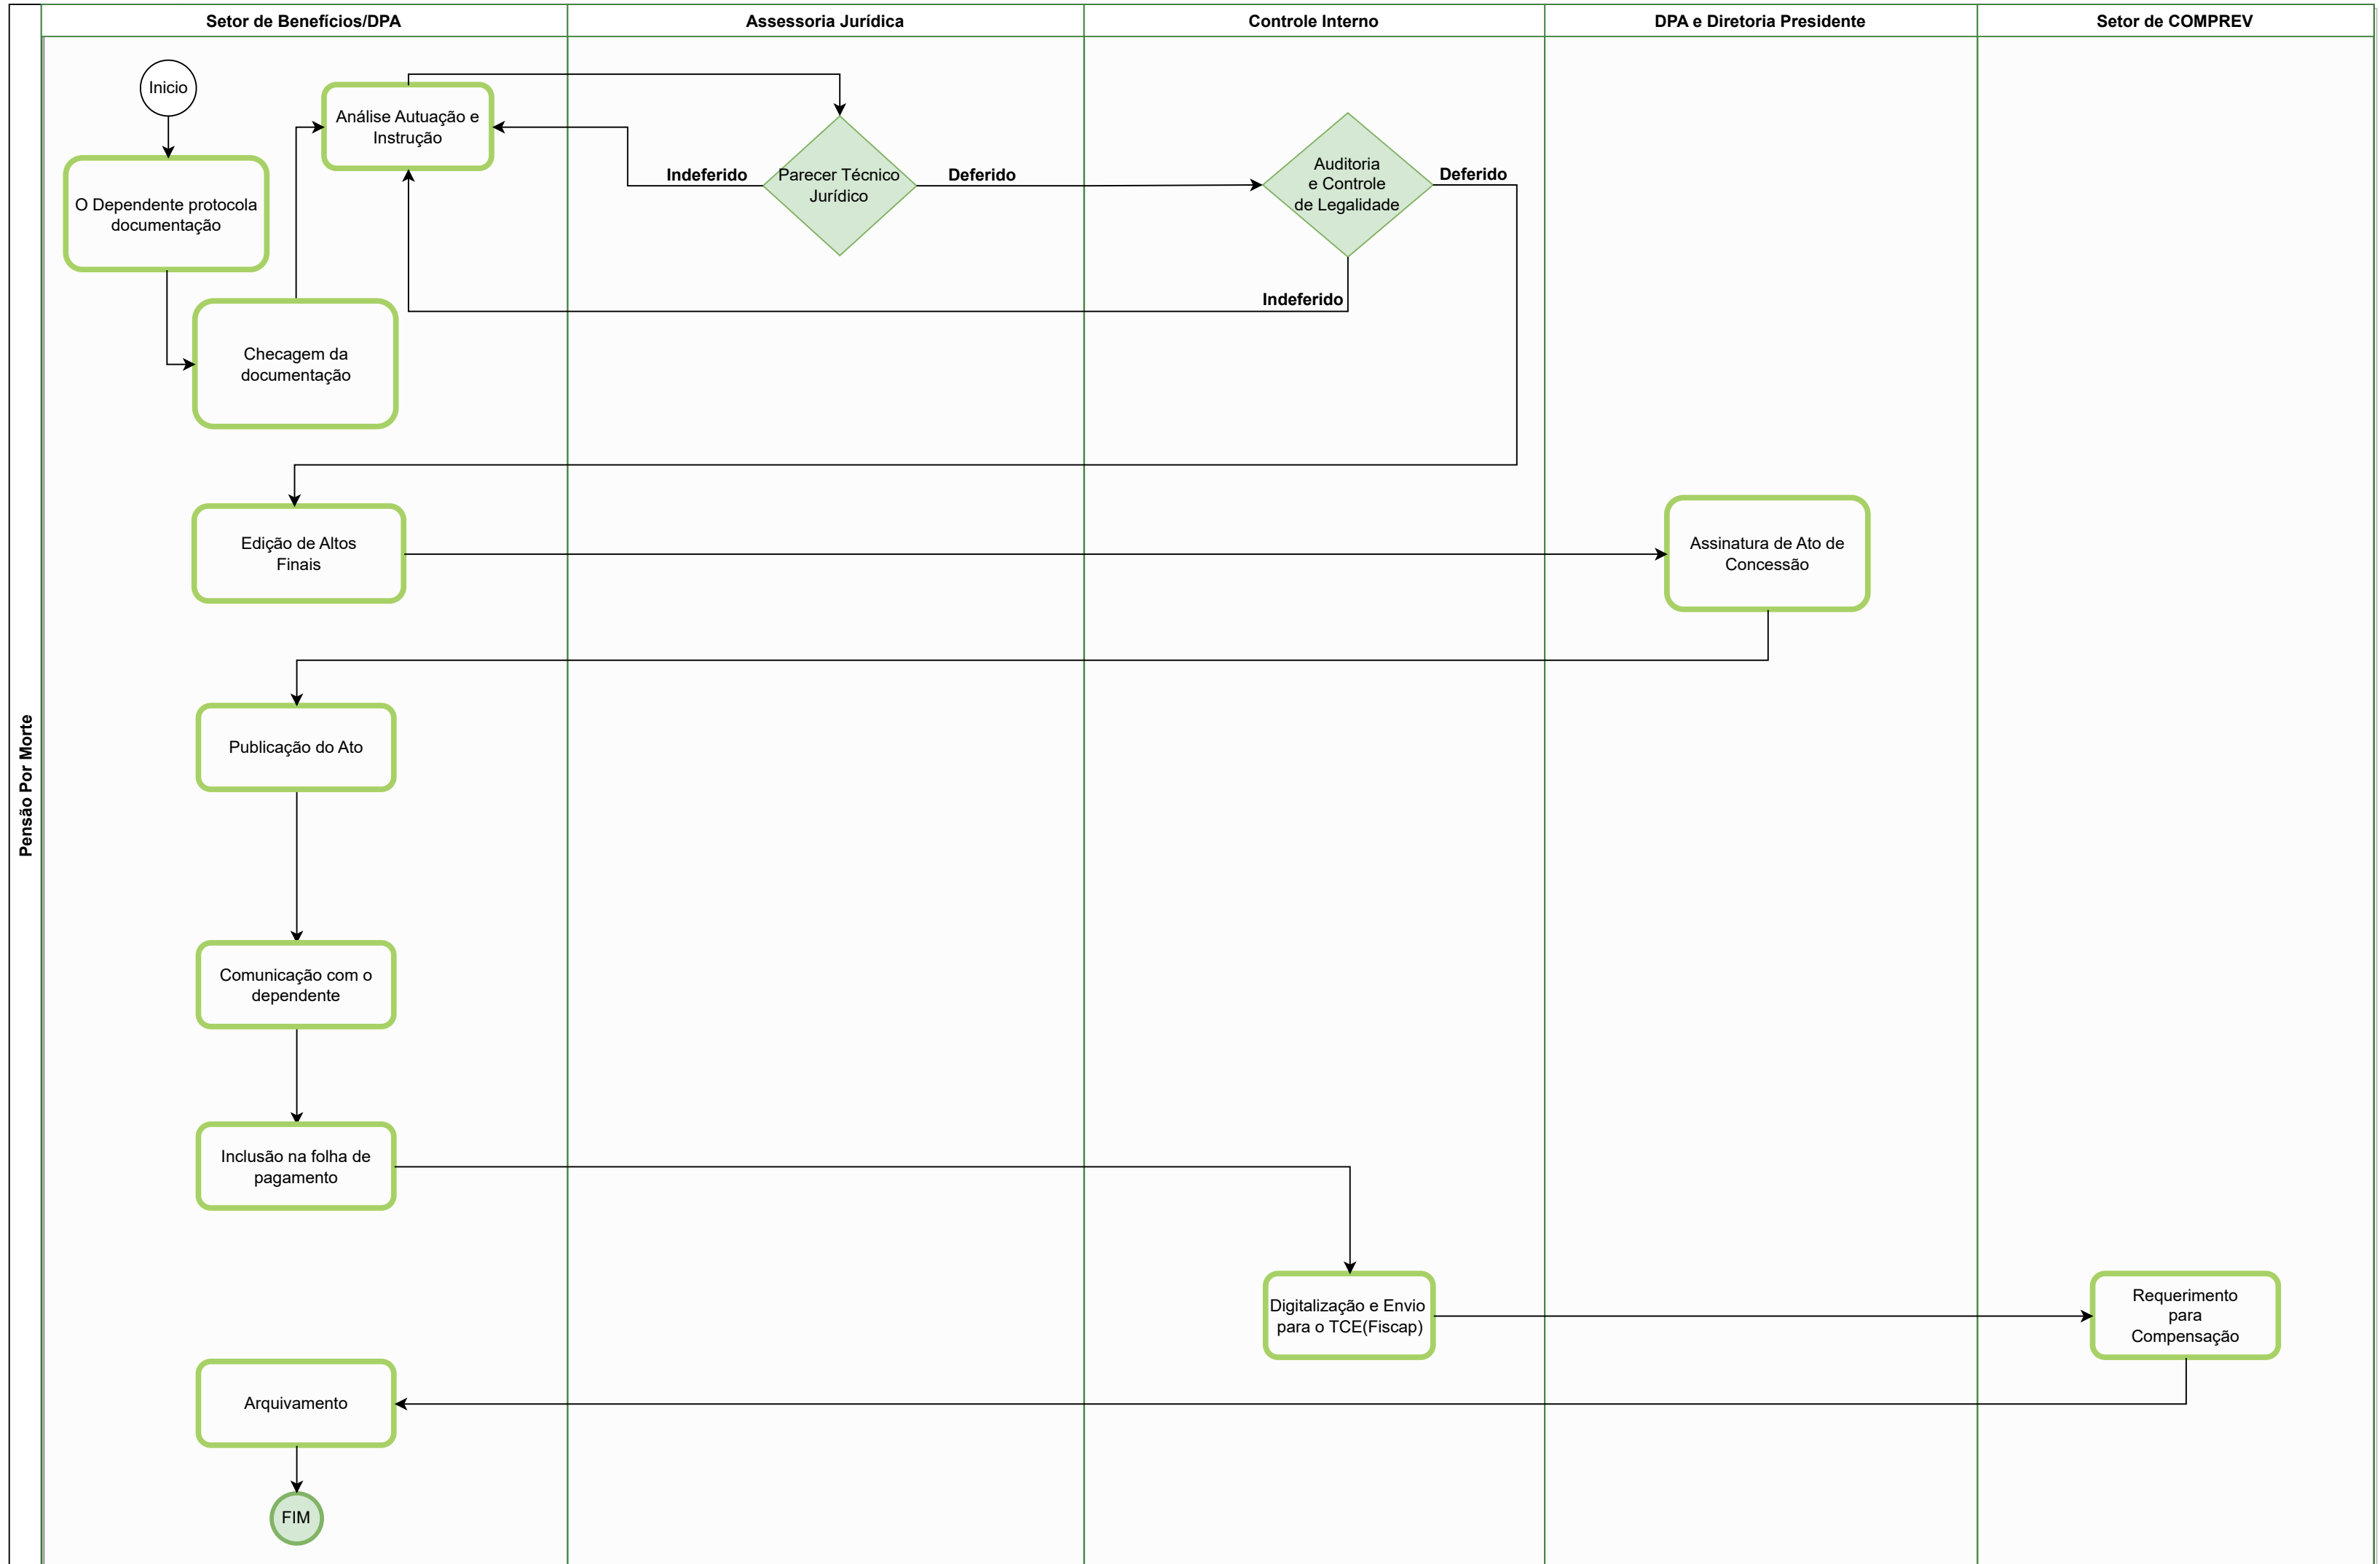 Setor de Benefícios/DPA
Assessoria Jurídica
Controle Interno
DPA e Diretoria Presidente
Setor de COMPREV
Pensão Por Morte
Inicio
O Dependente protocola
documentação
Checagem da
documentação
Análise Autuação e
Instrução
Indeferido
Parecer Técnico
Jurídico
Deferido
Auditoria
e Controle
de Legalidade
Deferido
Indeferido
Edição de Altos
Finais
Assinatura de Ato de
Concessão
Publicação do Ato
Comunicação com o
dependente
Inclusão na folha de
pagamento
Digitalização e Envio
para o TCE(Fiscap)
Requerimento
para
Compensação
Arquivamento
FIM